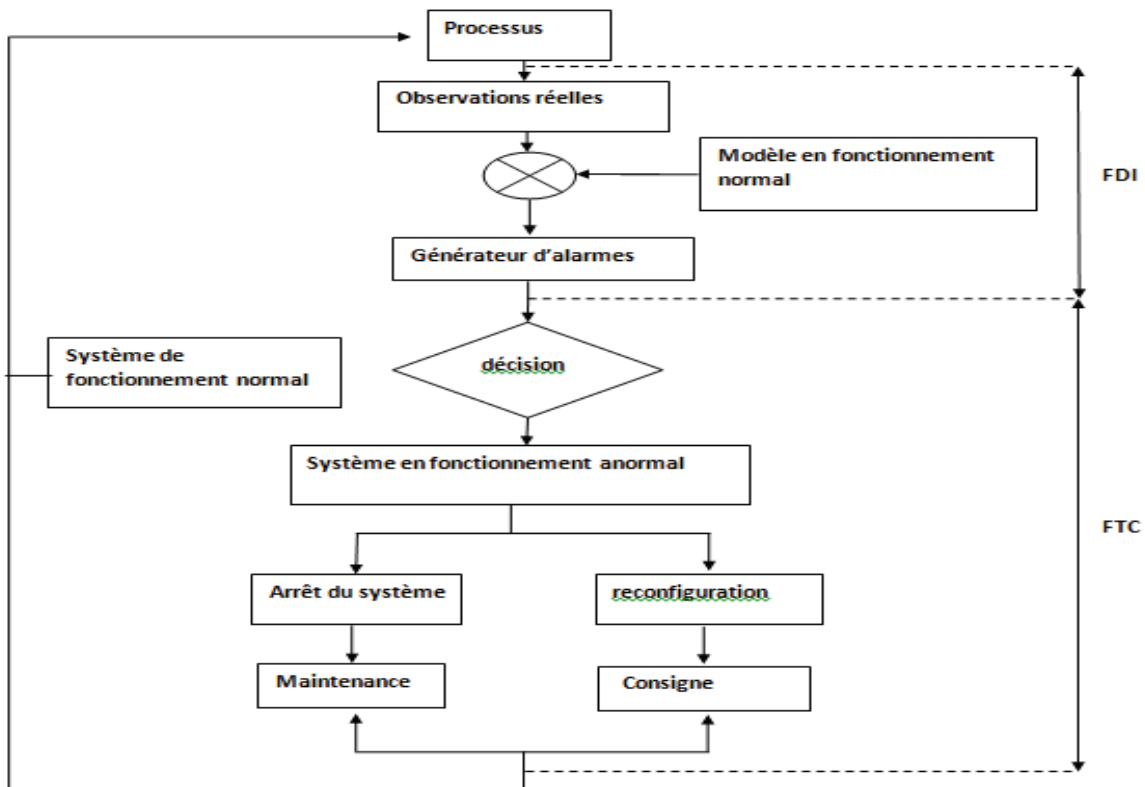 Processus
Observations réelles
Modèle en fonctionnement
normal
FDI
Générateur d'alarmes
Système de
fonctionnement normal
décision
Système en fonctionnement anormal
FTC
Arrêt du système
reconfiguration
Maintenance
Consigne